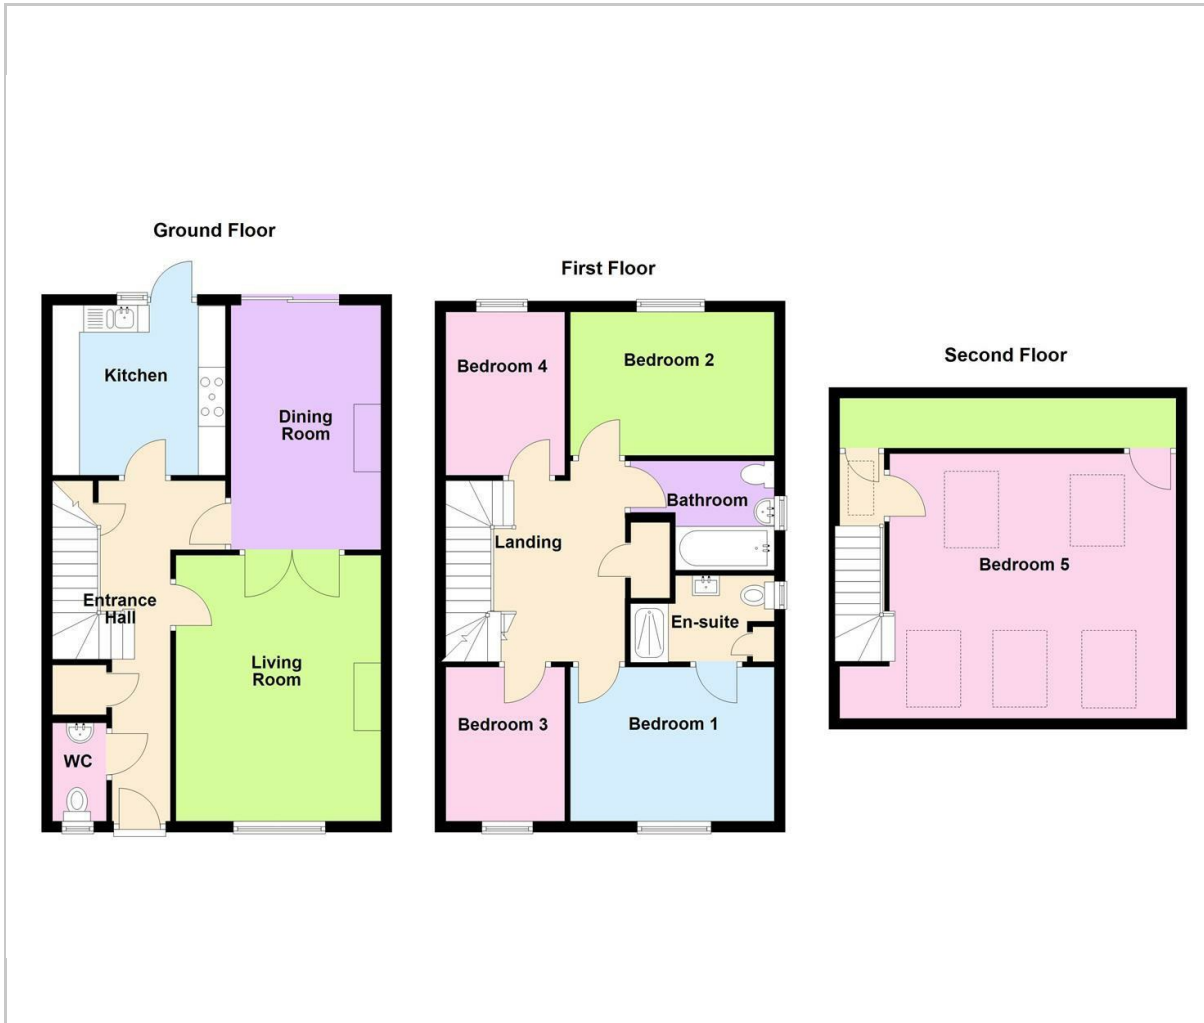 Ground Floor
Kitchen
Dining
Room
Entrance
Hall
Living
Room
WC
First Floor
Bedroom 4
Bedroom 2
Bathroom
Landing
En-suite
Bedroom 3
Bedroom 1
Second Floor
Bedroom 5